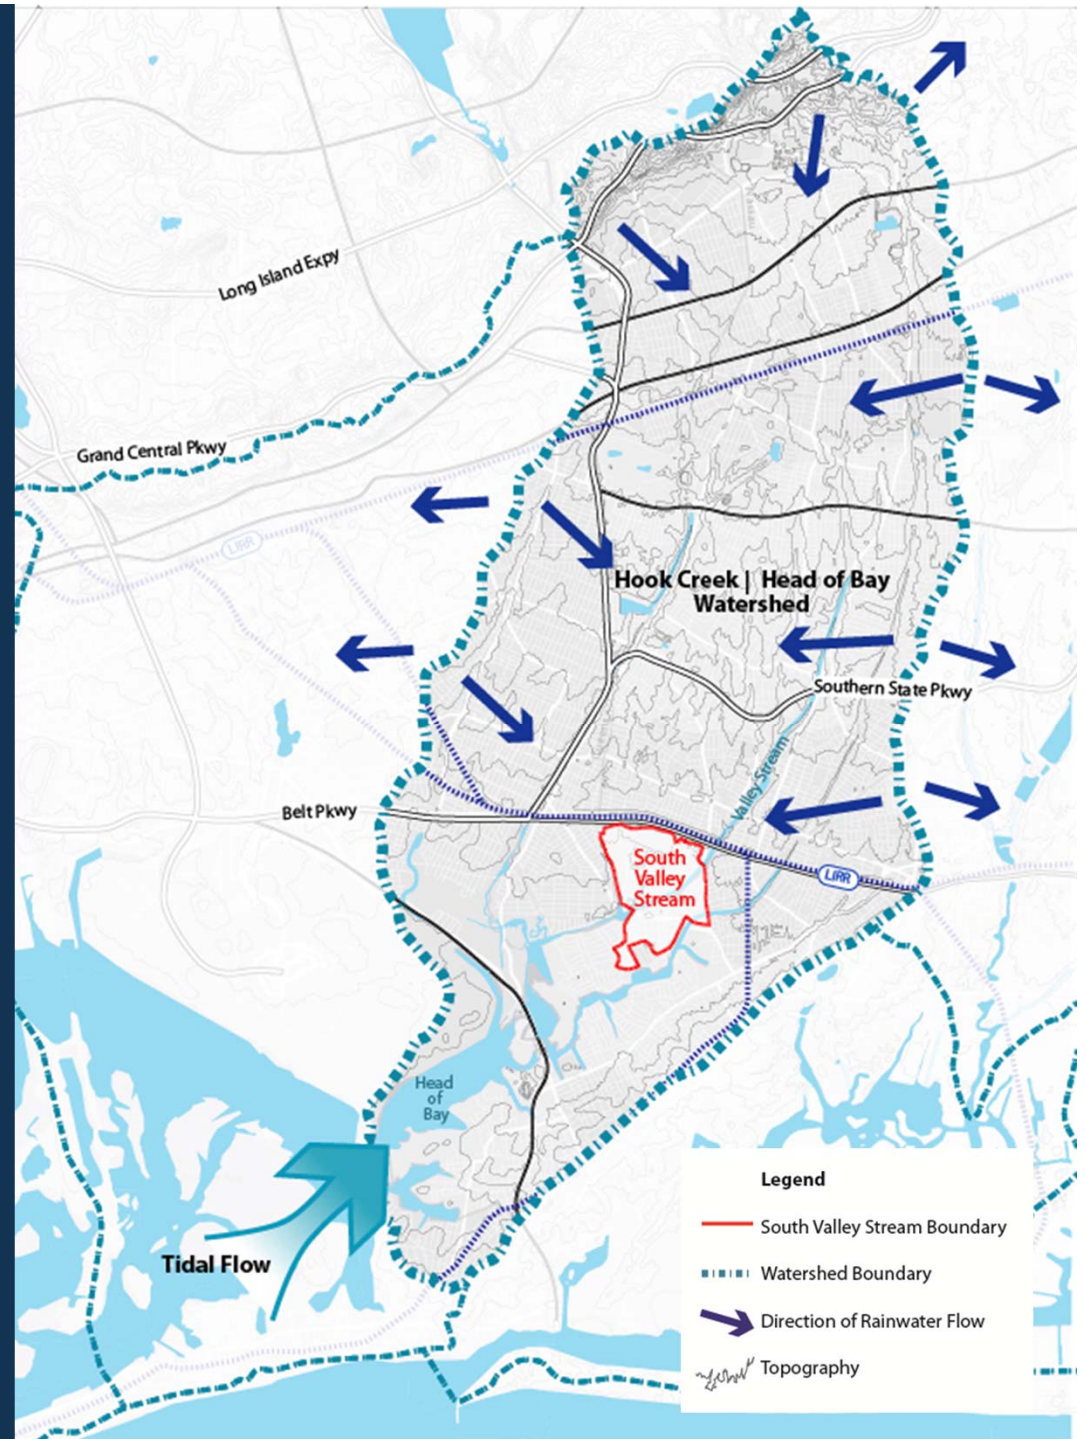 Long Island Expy
Grand Central Pkwy
LIRR
Hook Creek | Head of Bay
Watershed
Southern State Pkwy
Valley Stream
Belt Pkwy
South
Valley
Stream
LIRR
Head
of
Bay
Tidal Flow
Legend
South Valley Stream Boundary
Watershed Boundary
Direction of Rainwater Flow
Topography